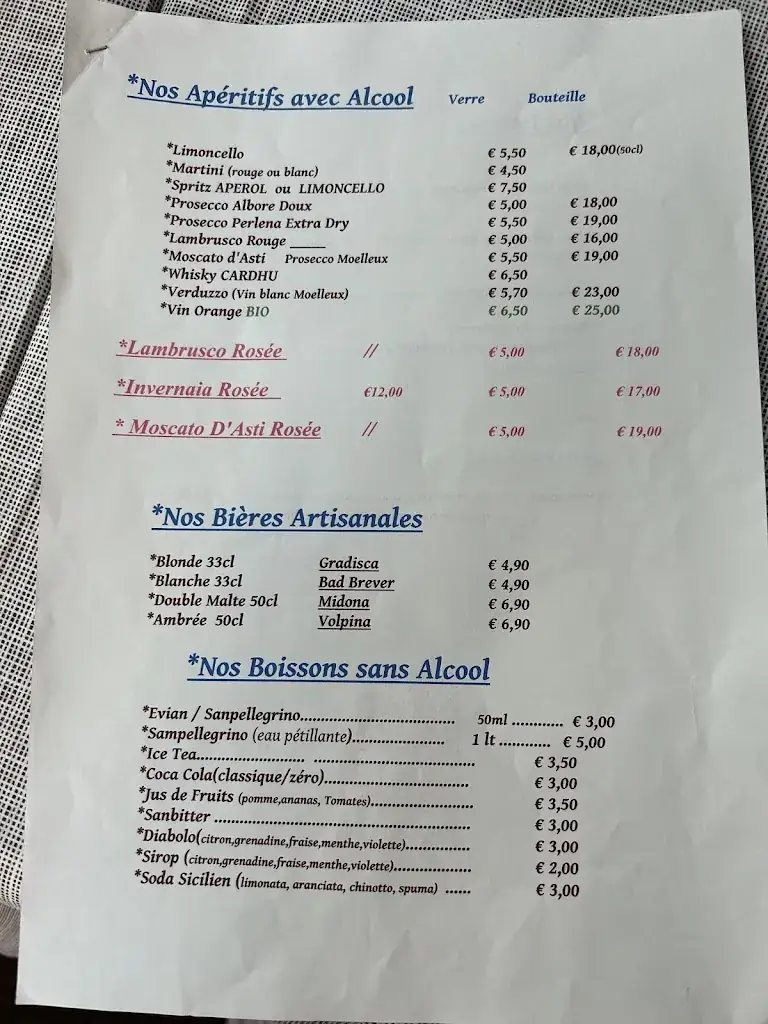 *Nos Apéritifs avec Alcool Verre Bouteille
*Limoncello € 5,50 € 18,00(50cl)
*Martini (rouge ou blanc) € 4,50
*Spritz APEROL ou LIMONCELLO € 7,50
*Prosecco Albore Doux € 5,00 € 18,00
*Prosecco Perlena Extra Dry € 5,50 € 19,00
*Lambrusco Rouge _____ € 5,00 € 16,00
*Moscato d'Asti Prosecco Moelleux € 5,50 € 19,00
*Whisky CARDHU € 6,50
*Verduzzo (Vin blanc Moelleux) € 5,70 € 23,00
*Vin Orange BIO € 6,50 € 25,00
*Lambrusco Rosée // € 5,00 € 18,00
*Invernaia Rosée €12,00 € 5,00 € 17,00
* Moscato D'Asti Rosée // € 5,00 € 19,00
*Nos Bières Artisanales
*Blonde 33cl Gradisca € 4,90
*Blanche 33cl Bad Brever € 4,90
*Double Malte 50cl Midona € 6,90
*Ambrée 50cl Volpina € 6,90
*Nos Boissons sans Alcool
*Evian / Sanpellegrino...................................... 50ml ............ € 3,00
*Sampellegrino (eau pétillante)...................... 1 lt ............ € 5,00
*Ice Tea.......................... ...................................... € 3,50
*Coca Cola(classique/zéro).................................. € 3,00
*Jus de Fruits (pomme,ananas, Tomates)........................ € 3,50
*Sanbitter ............................................................. € 3,00
*Diabolo(citron,grenadine,fraise,menthe,violette)............... € 3,00
*Sirop (citron,grenadine,fraise,menthe,violette).................. € 2,00
*Soda Sicilien (limonata, aranciata, chinotto, spuma) ...... € 3,00